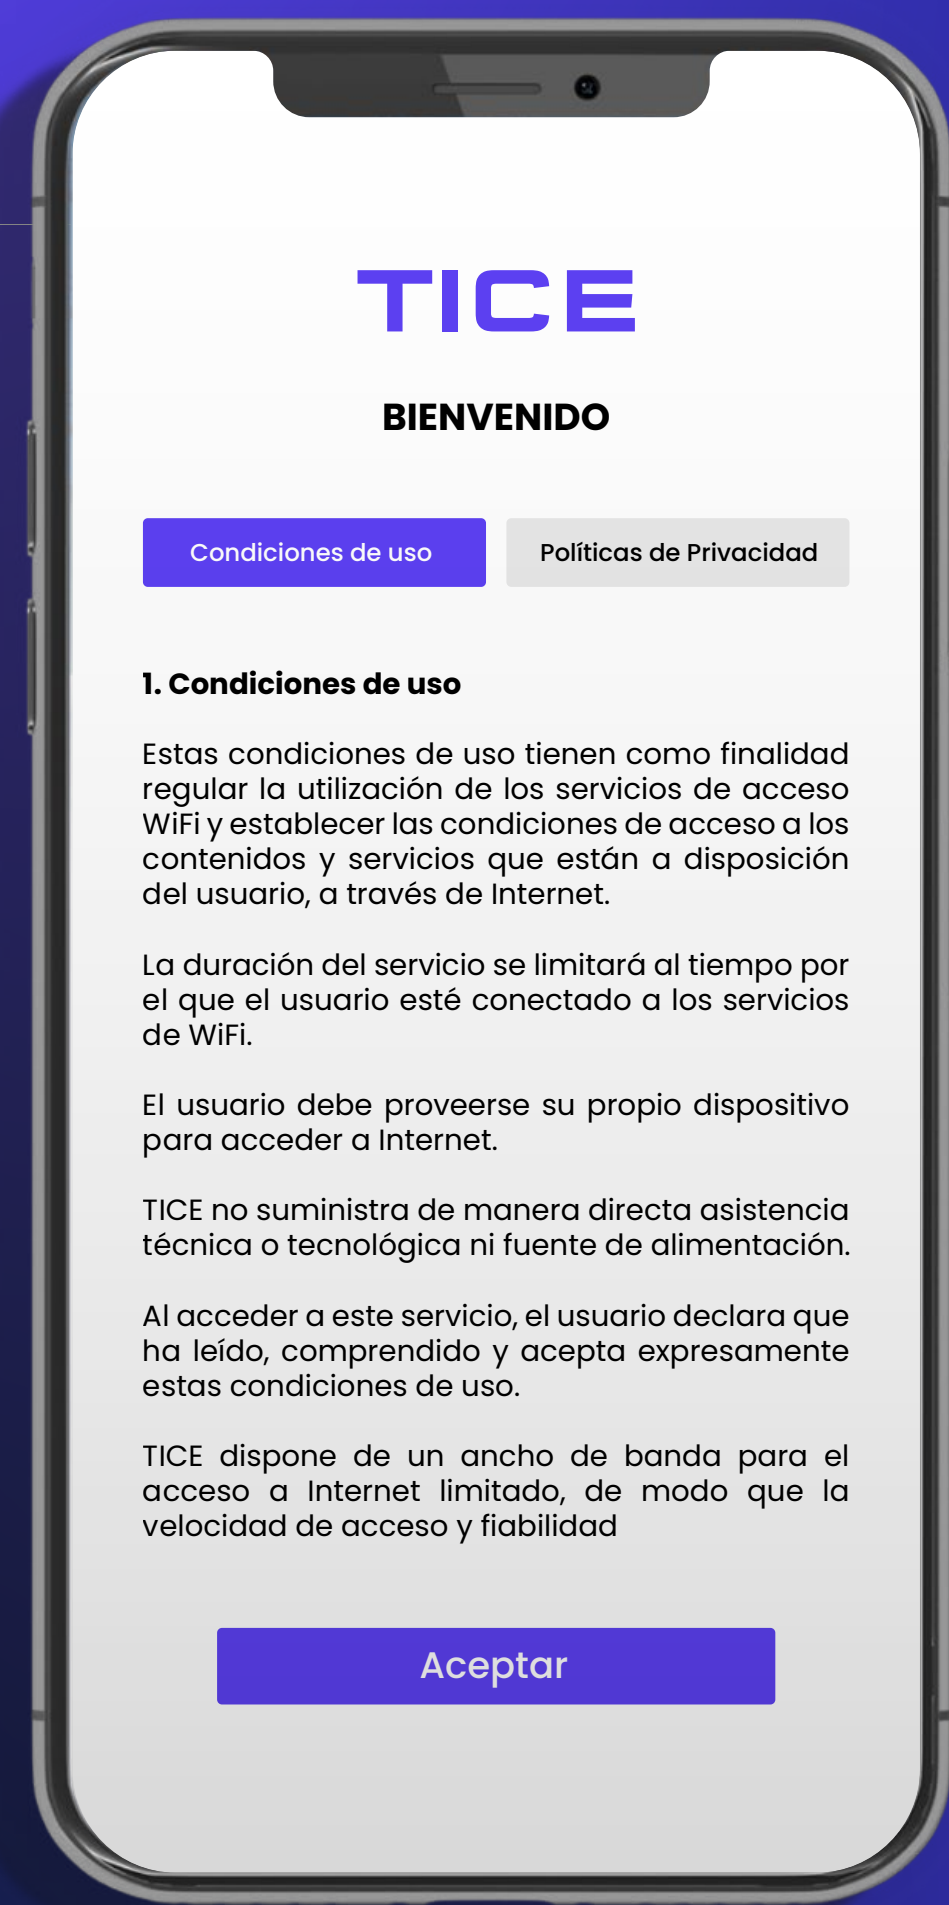 TICE
BIENVENIDO
Condiciones de uso
Políticas de Privacidad
1. Condiciones de uso
Estas condiciones de uso tienen como finalidad
regular la utilización de los servicios de acceso
WiFi y establecer las condiciones de acceso a los
contenidos y servicios que están a disposición
del usuario, a través de Internet.
La duración del servicio se limitará al tiempo por
el que el usuario esté conectado a los servicios
de WiFi.
El usuario debe proveerse su propio dispositivo
para acceder a Internet.
TICE no suministra de manera directa asistencia
técnica o tecnológica ni fuente de alimentación.
Al acceder a este servicio, el usuario declara que
ha leído, comprendido y acepta expresamente
estas condiciones de uso.
TICE dispone de un ancho de banda para el
acceso a Internet limitado, de modo que la
velocidad de acceso y fiabilidad
Aceptar